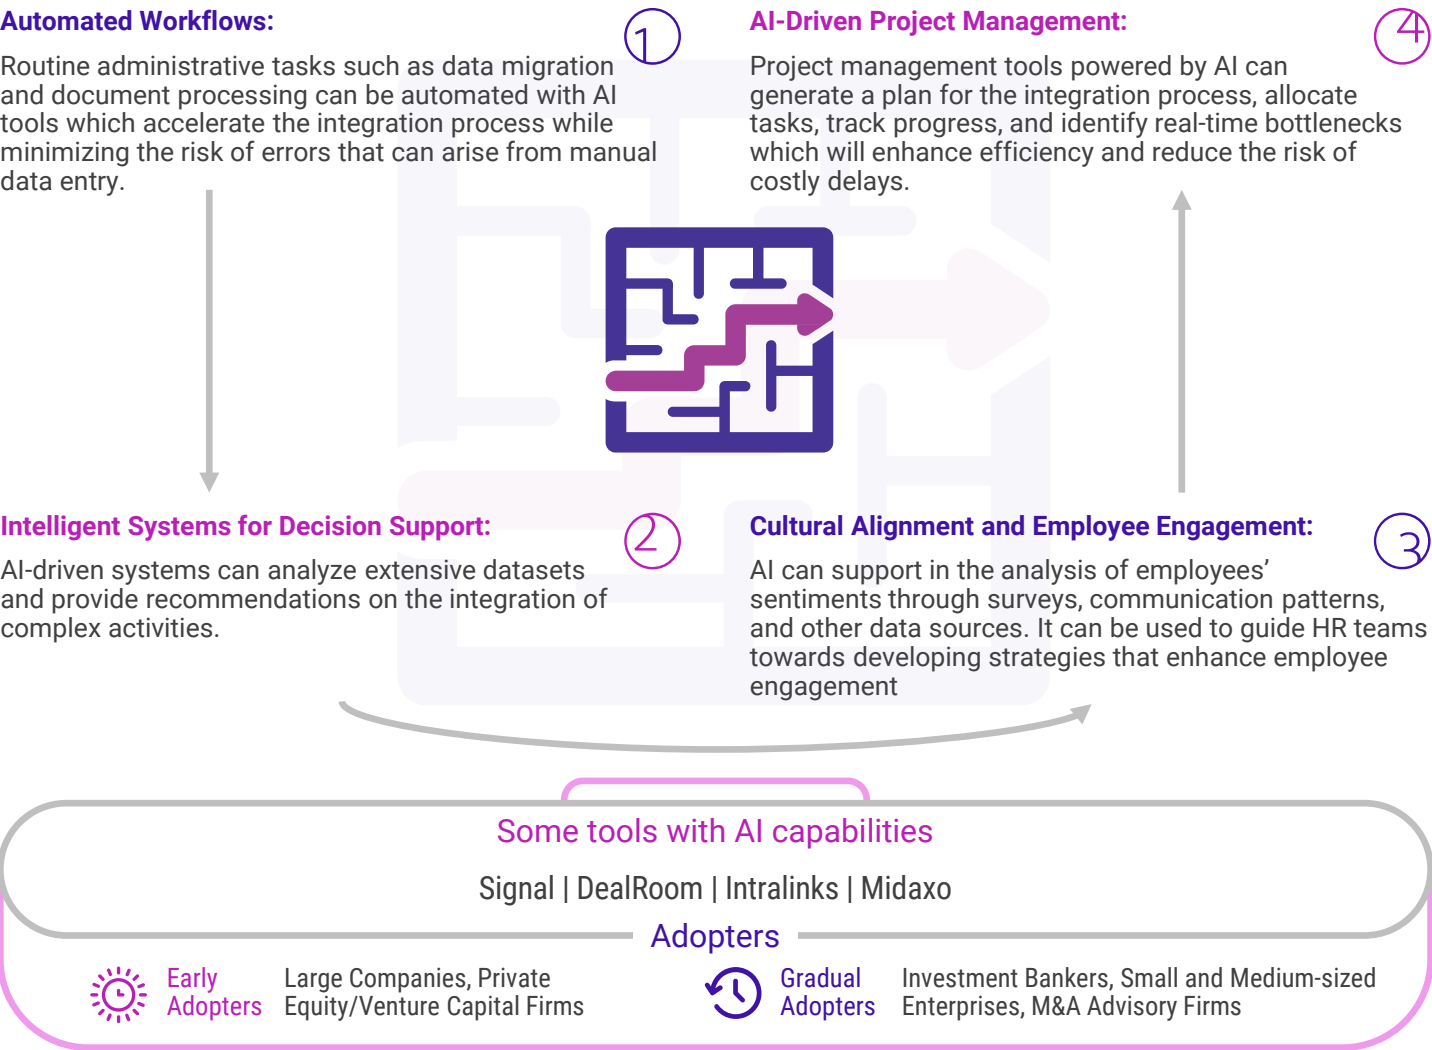 Automated Workflows:
1
Routine administrative tasks such as data migration
and document processing can be automated with AI
tools which accelerate the integration process while
minimizing the risk of errors that can arise from manual
data entry.
AI-Driven Project Management:
4
Project management tools powered by AI can
generate a plan for the integration process, allocate
tasks, track progress, and identify real-time bottlenecks
which will enhance efficiency and reduce the risk of
costly delays.
Intelligent Systems for Decision Support:
2
AI-driven systems can analyze extensive datasets
and provide recommendations on the integration of
complex activities.
Cultural Alignment and Employee Engagement:
3
AI can support in the analysis of employees’
sentiments through surveys, communication patterns,
and other data sources. It can be used to guide HR teams
towards developing strategies that enhance employee
engagement
Some tools with AI capabilities
Signal | DealRoom | Intralinks | Midaxo
Adopters
Early
Adopters
Large Companies, Private
Equity/Venture Capital Firms
Gradual
Adopters
Investment Bankers, Small and Medium-sized
Enterprises, M&A Advisory Firms